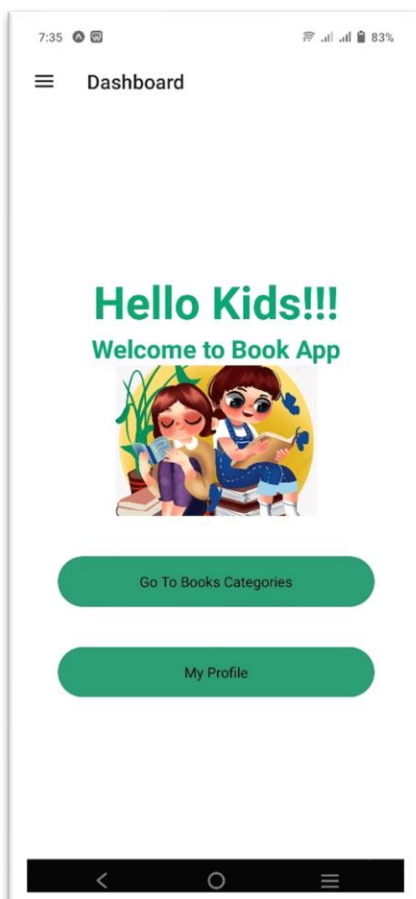 7:35 83%
Dashboard
Hello Kids!!!
Welcome to Book App
Go To Books Categories
My Profile